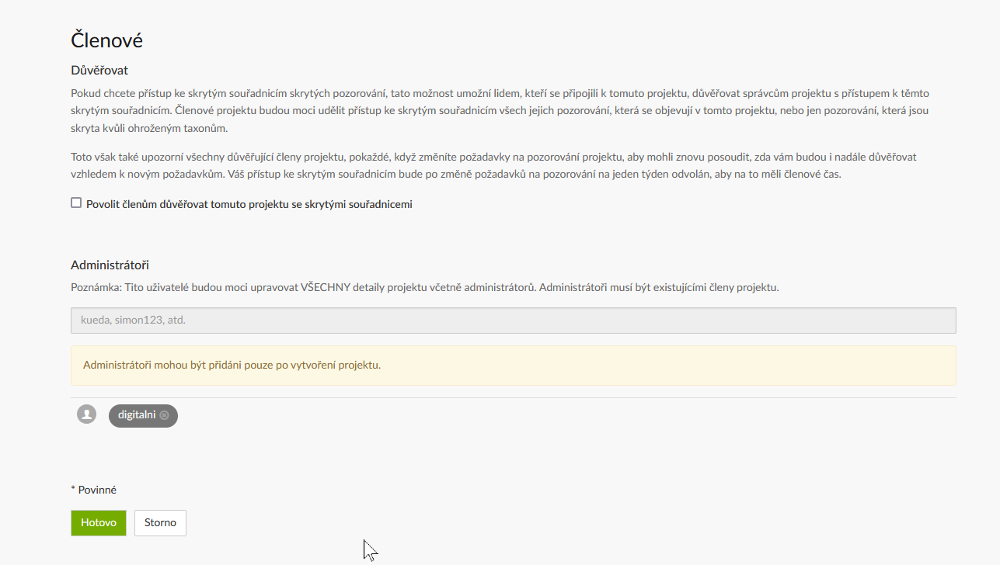 Členové
Důvěřovat
Pokud chcete přístup ke skrytým souřadnicím skrytých pozorování, tato možnost umožní lidem, kteří se připojili k tomuto projektu, důvěřovat správcům projektu s přístupem k těmto
skrytým souřadnicím. Členové projektu budou moci udělit přístup ke skrytým souřadnicím všech jejich pozorování, která se objevují v tomto projektu, nebo jen pozorování, která jsou
skryta kvůli ohroženým taxonům.
Toto však také upozorní všechny důvěřující členy projektu, pokaždé, když změníte požadavky na pozorování projektu, aby mohli znovu posoudit, zda vám budou i nadále důvěřovat
vzhledem k novým požadavkům. Váš přístup ke skrytým souřadnicím bude po změně požadavků na pozorování na jeden týden odvolán, aby na to měli členové čas.
Povolit členům důvěřovat tomuto projektu se skrytými souřadnicemi
Administrátoři
Poznámka: Tito uživatelé budou moci upravovat VŠECHNY detaily projektu včetně administrátorů. Administrátoři musí být existujícími členy projektu.
kueda, simon123, atd.
Administrátoři mohou být přidáni pouze po vytvoření projektu.
digitalni
* Povinné
Hotovo Storno